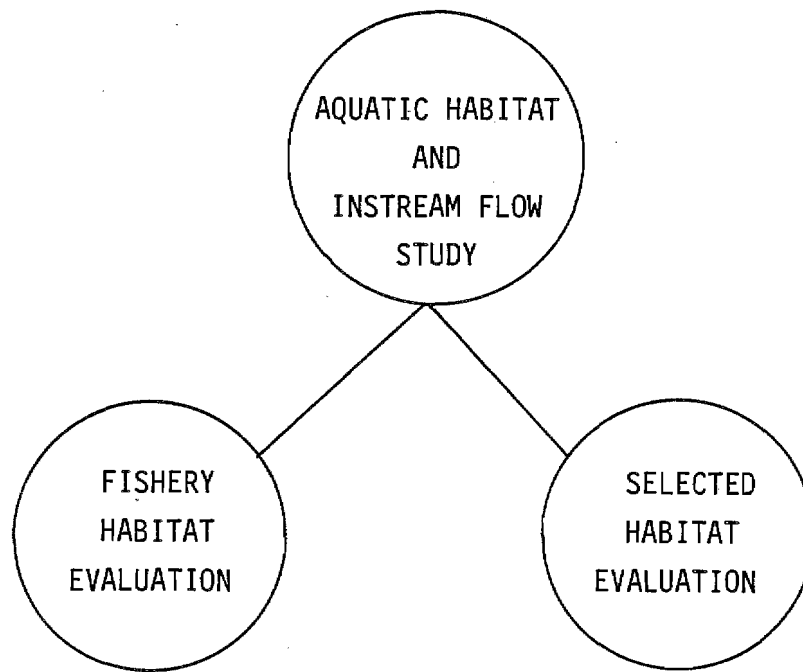 AQUATIC HABITAT
AND
INSTREAM FLOW
STUDY
FISHERY
HABITAT
EVALUATION
SELECTED
HABITAT
EVALUATION